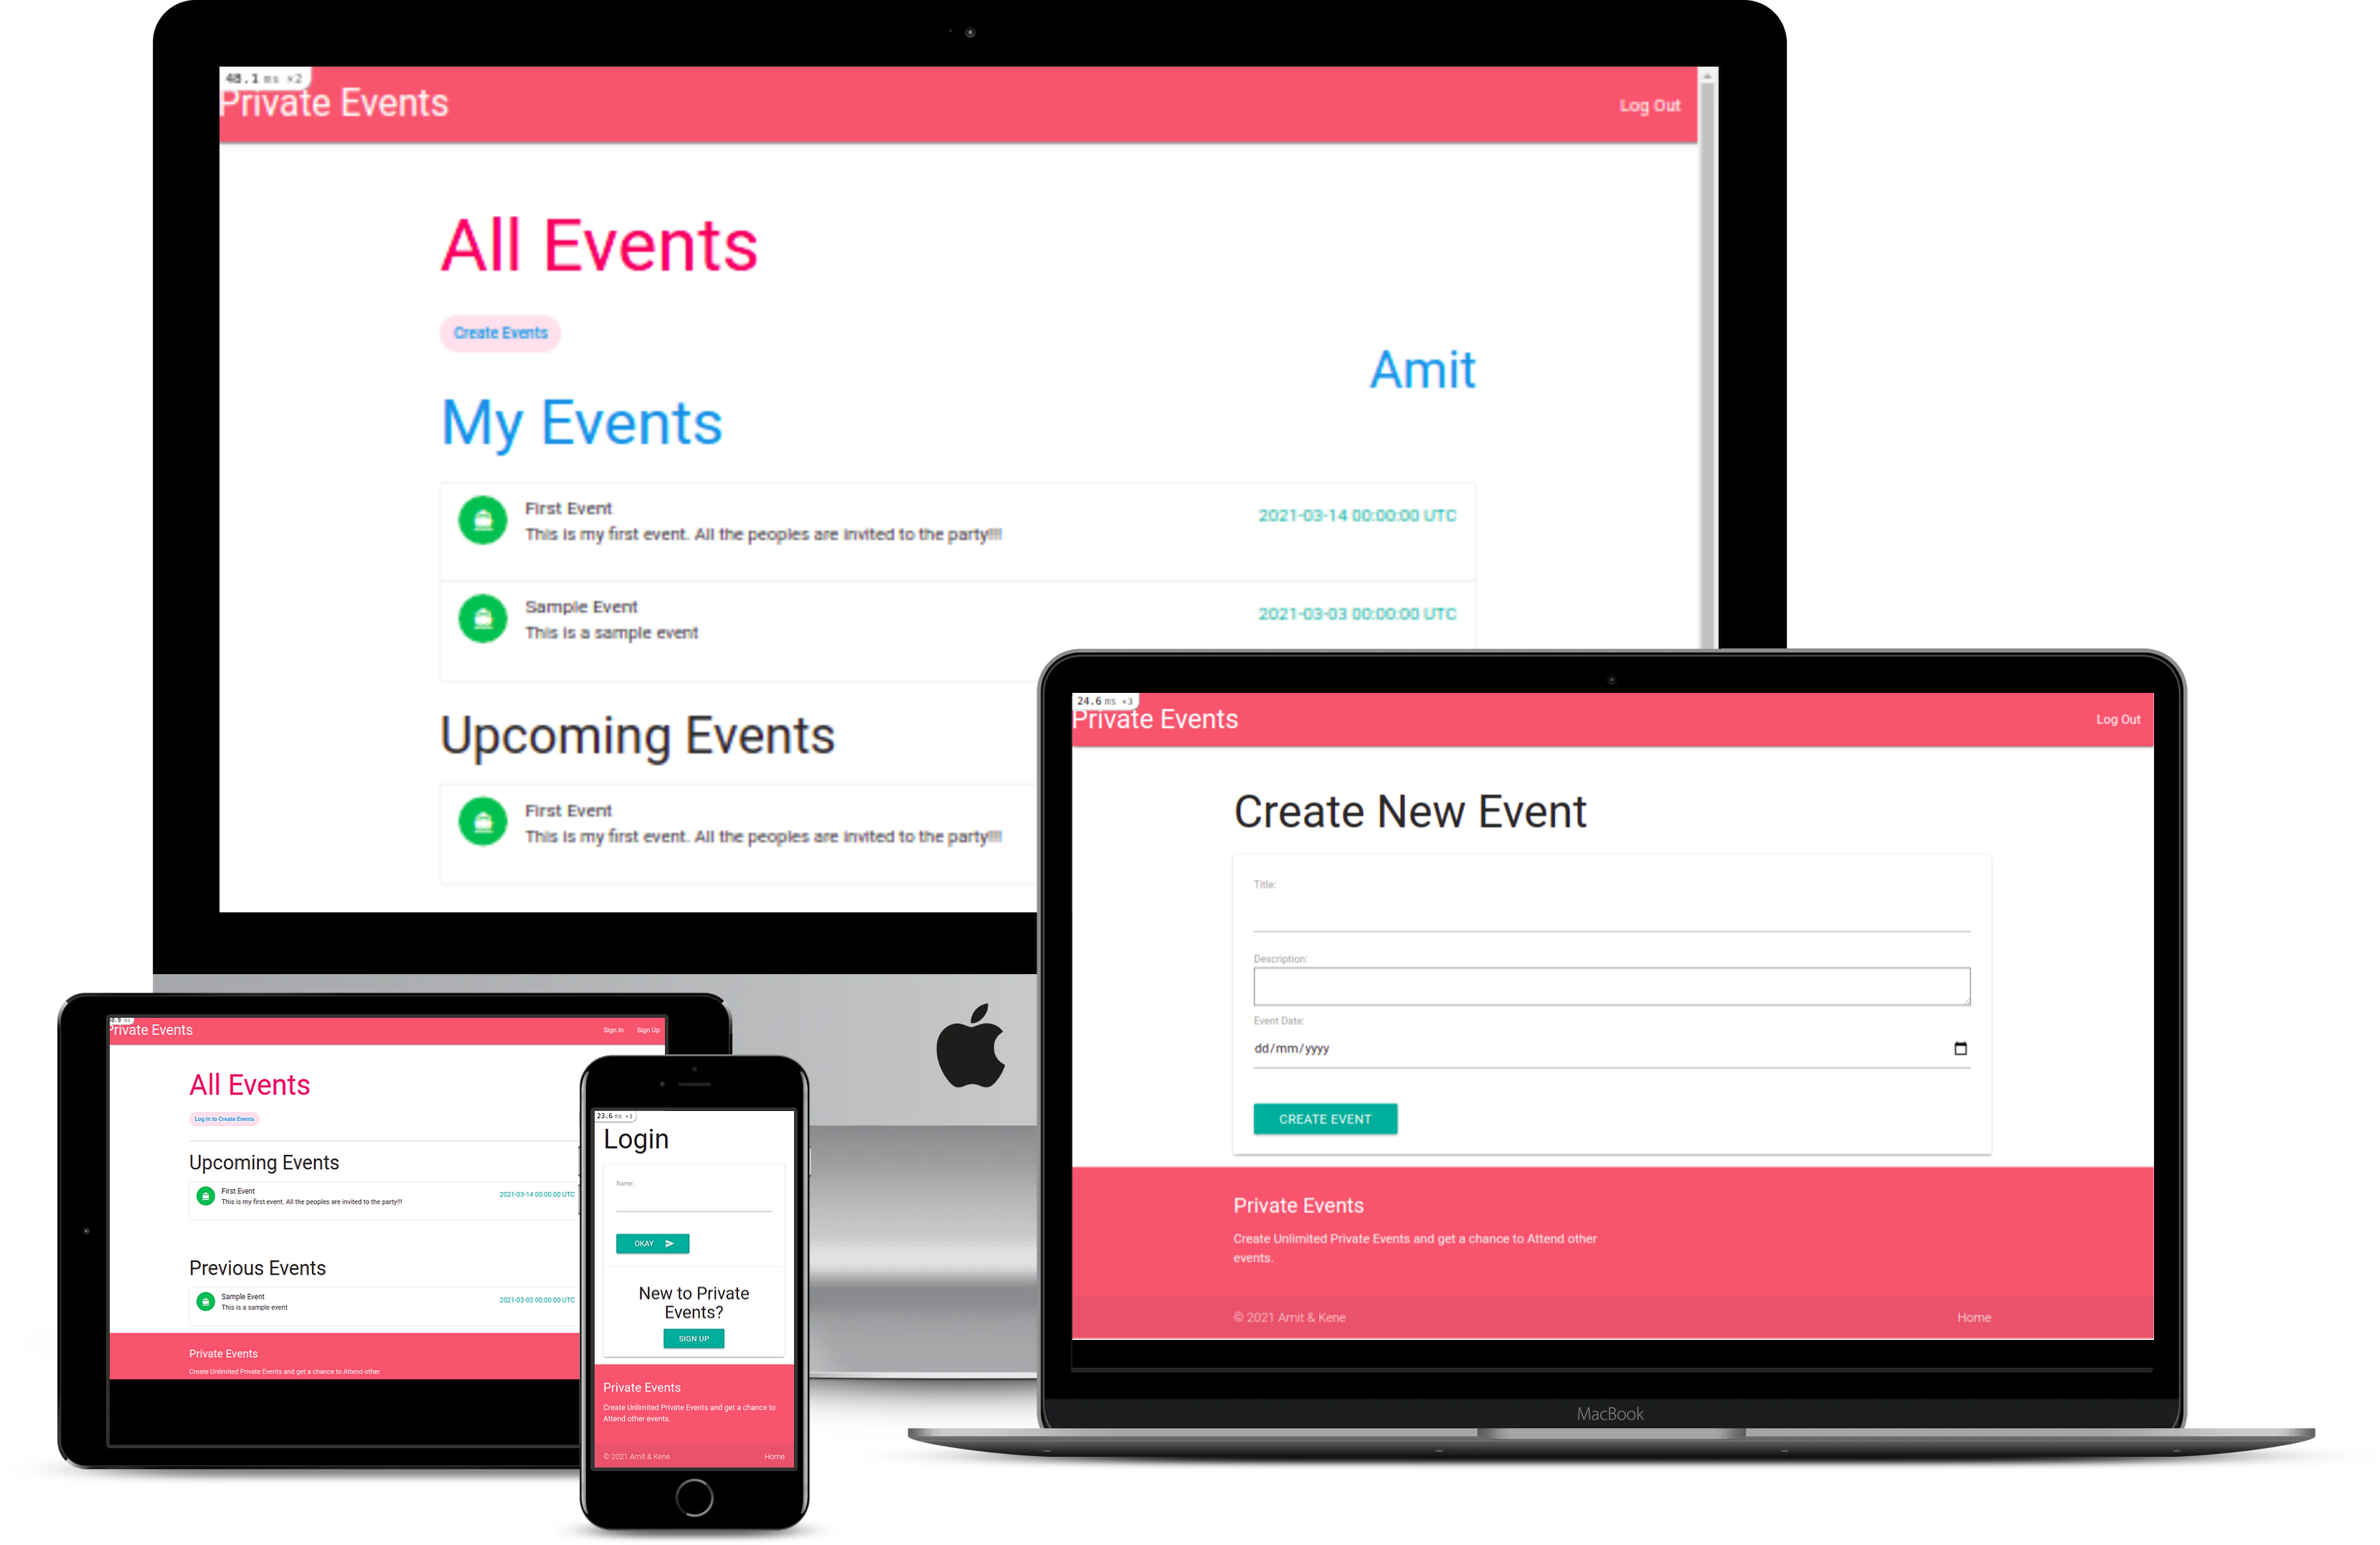 48.1 ms ×2
Private Events
Log Out
All Events
Create Events
Amit
My Events
First Event
This is my first event. All the peoples are invited to the party!!!!
2021-03-14 00:00:00 UTC
Sample Event
This is a sample event
2021-03-03 00:00:00 UTC
Upcoming Events
First Event
This is my first event. All the peoples are invited to the party!!!!
24.6 ms ×3
Private Events
Log Out
Create New Event
Title:
Description:
Event Date:
dd/mm/yyyy
CREATE EVENT
Private Events
Create Unlimited Private Events and get a chance to Attend other
events.
© 2021 Amit & Kene
Home
MacBook
Private Events
Sign In
Sign Up
All Events
Log In to Create Events
Upcoming Events
First Event
This is my first event. All the peoples are invited to the party!!!!
2021-03-14 00:00:00 UTC
Previous Events
Sample Event
This is a sample event
2021-03-03 00:00:00 UTC
Private Events
Create Unlimited Private Events and get a chance to Attend other
23.6 ms ×3
Login
Name:
OKAY
New to Private
Events?
SIGN UP
Private Events
Create Unlimited Private Events and get a chance to
Attend other events.
© 2021 Amit & Kene
Home